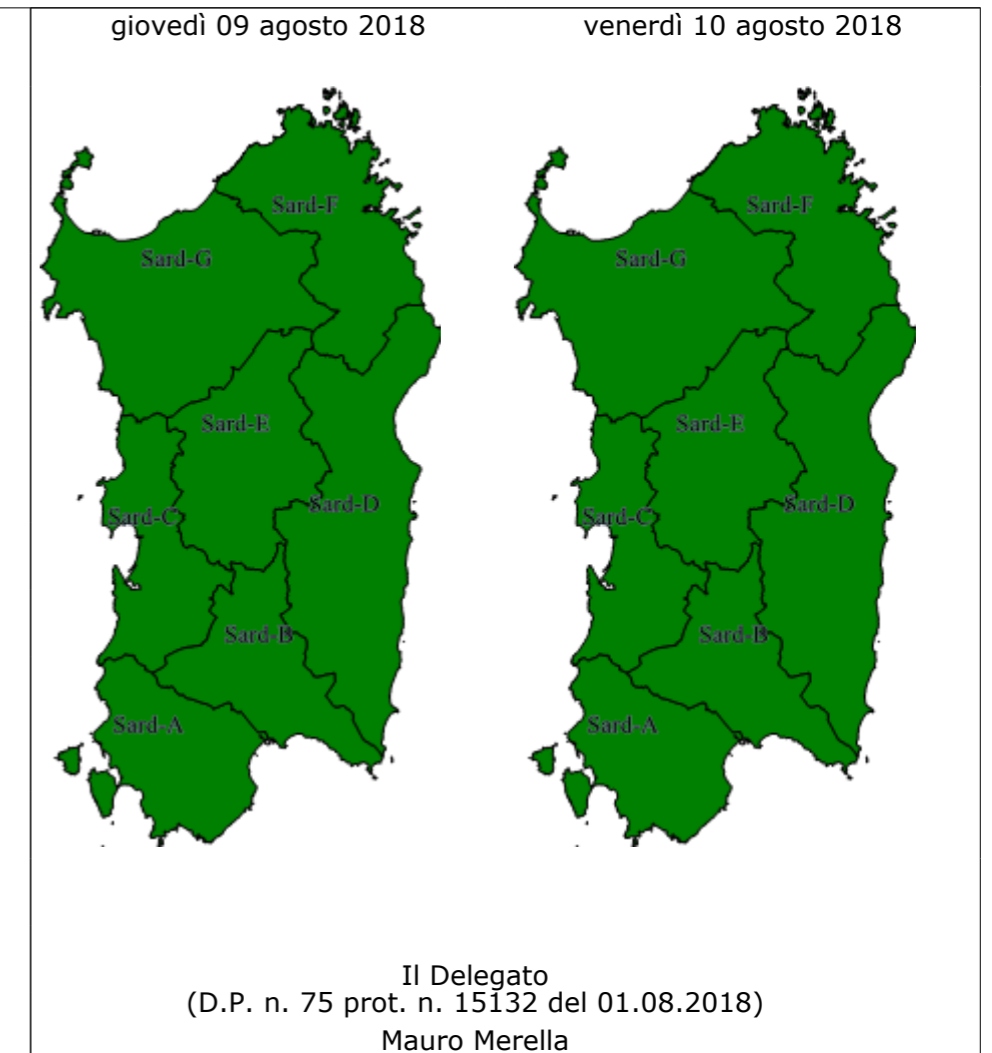 giovedì 09 agosto 2018
venerdì 10 agosto 2018
Sard-F
Sard-G
Sard-E
Sard-D
Sard-C
Sard-B
Sard-A
Sard-F
Sard-G
Sard-E
Sard-D
Sard-C
Sard-B
Sard-A
Il Delegato
(D.P. n. 75 prot. n. 15132 del 01.08.2018)
Mauro Merella